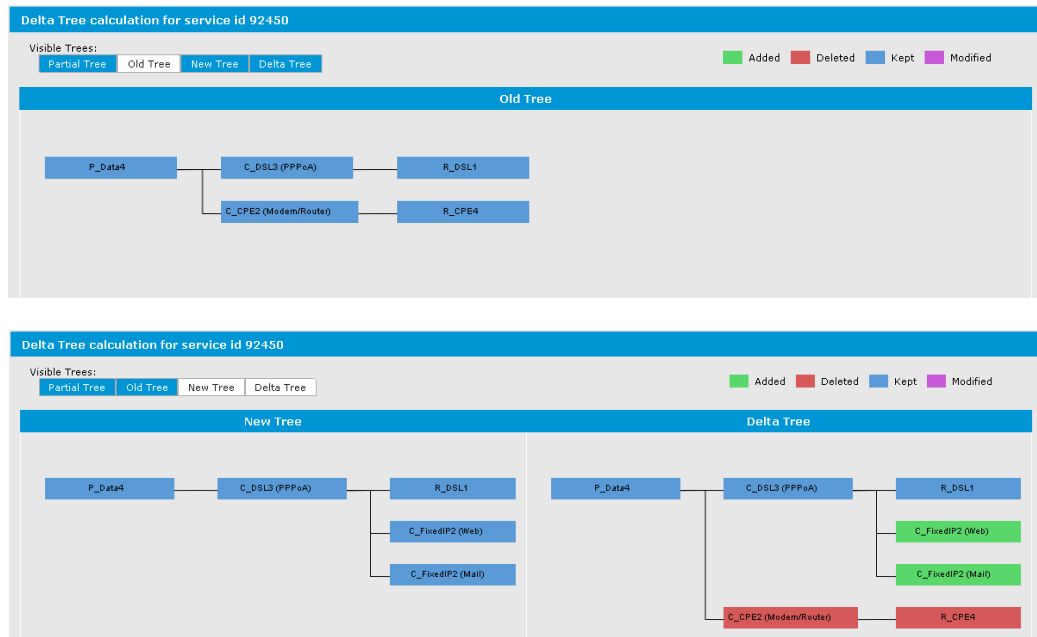 Delta Tree calculation for service id 92450
Visible Trees:
Partial Tree Old Tree New Tree Delta Tree
Added Deleted Kept Modified
Old Tree
P_Data4 C_DSL3 (PPPoA) R_DSL1
C_CPE2 (Modem/Router) R_CPE4
Delta Tree calculation for service id 92450
Visible Trees:
Partial Tree Old Tree New Tree Delta Tree
Added Deleted Kept Modified
New Tree
P_Data4 C_DSL3 (PPPoA) R_DSL1
C_FixedIP2 (Web)
C_FixedIP2 (Mail)
Delta Tree
P_Data4 C_DSL3 (PPPoA) R_DSL1
C_FixedIP2 (Web)
C_FixedIP2 (Mail)
C_CPE2 (Modem/Router) R_CPE4